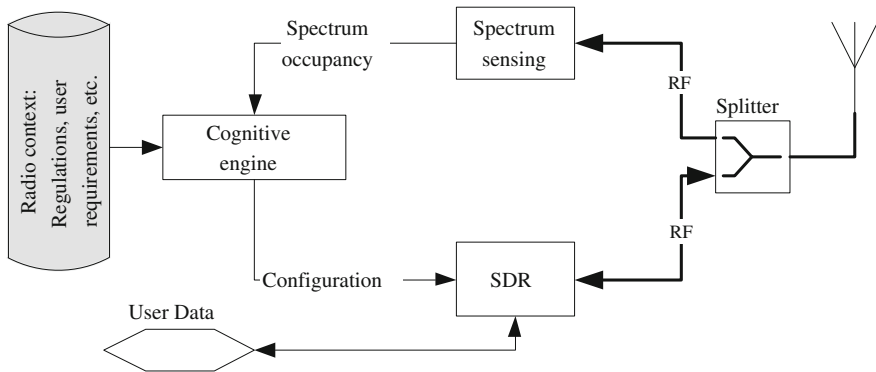 Radio context:
Regulations, user
requirements, etc.
Spectrum
occupancy
Spectrum
sensing
RF
Splitter
Cognitive
engine
RF
Configuration
SDR
User Data